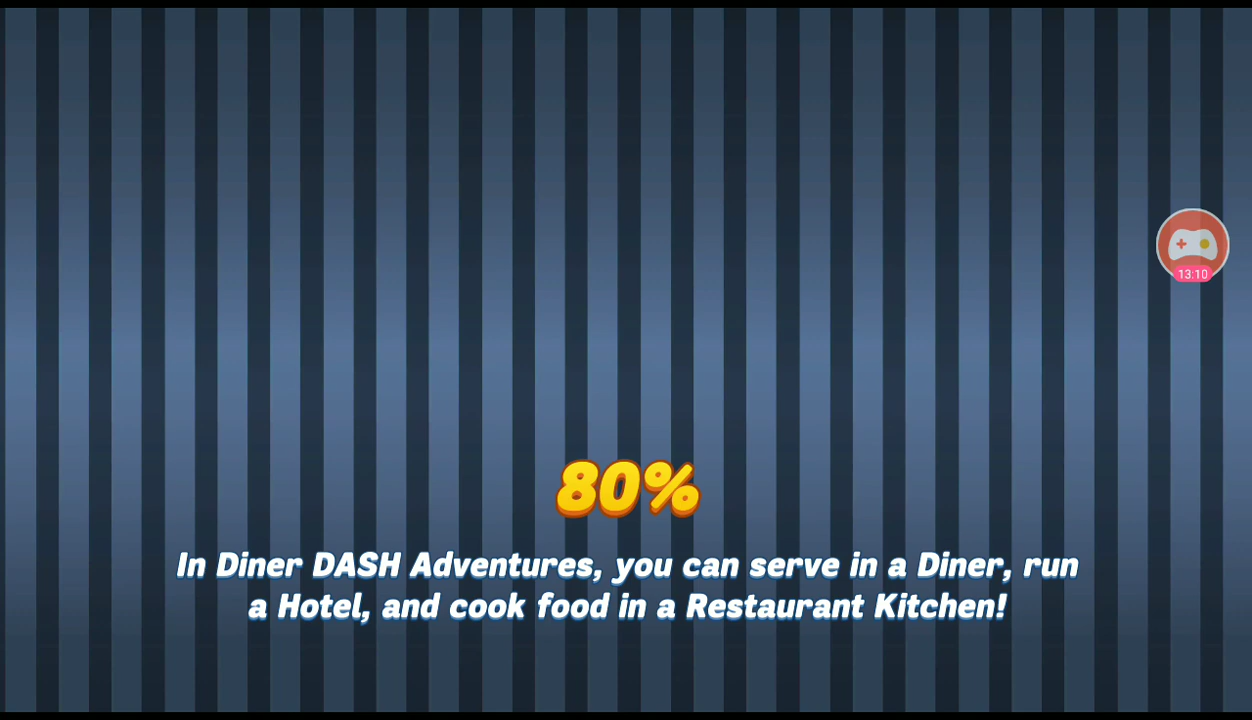 13:10
80%
In Diner DASH Adventures, you can serve in a Diner, run
a Hotel, and cook food in a Restaurant Kitchen!